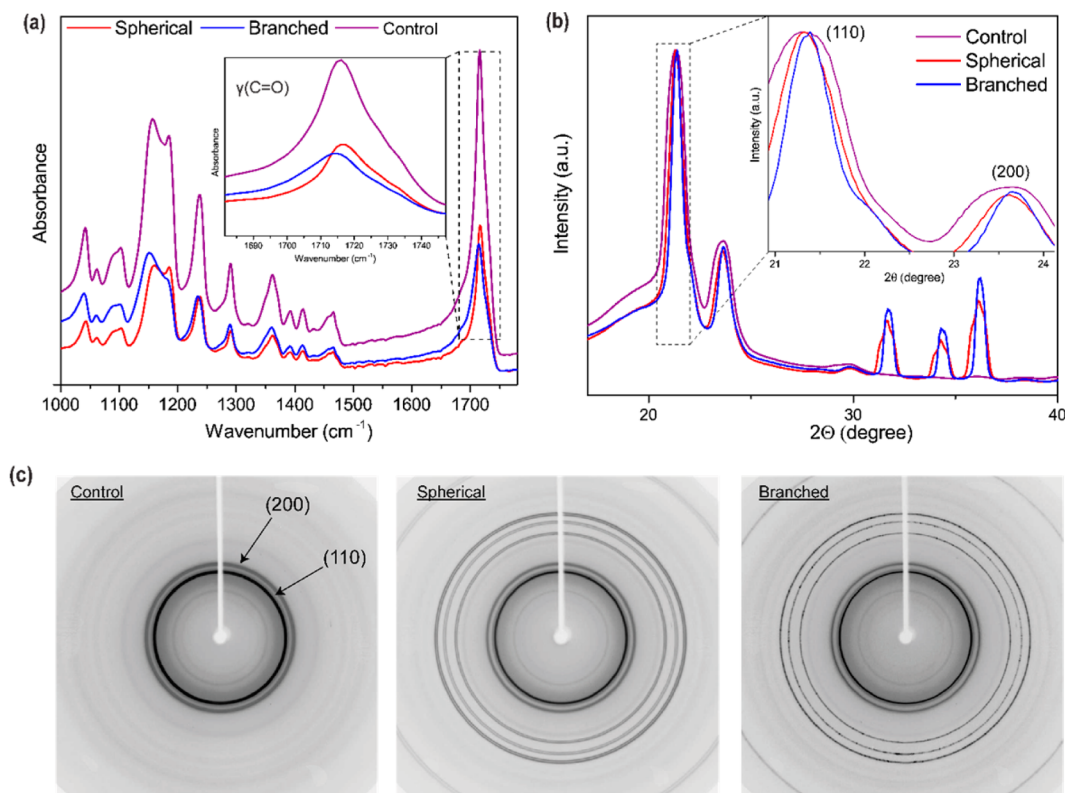 (a)
Spherical Branched Control
γ(C=O)
Absorbance
1680 1690 1700 1710 1720 1730 1740
Wavenumber (cm⁻¹)
Absorbance
1000 1100 1200 1300 1400 1500 1600 1700
Wavenumber (cm⁻¹)
(b)
(110)
Control
Spherical
Branched
Intensity (a.u.)
(200)
21 22 23 24
2θ (degree)
Intensity (a.u.)
20 30 40
2Θ (degree)
(c)
Control
(200)
(110)
Spherical
Branched